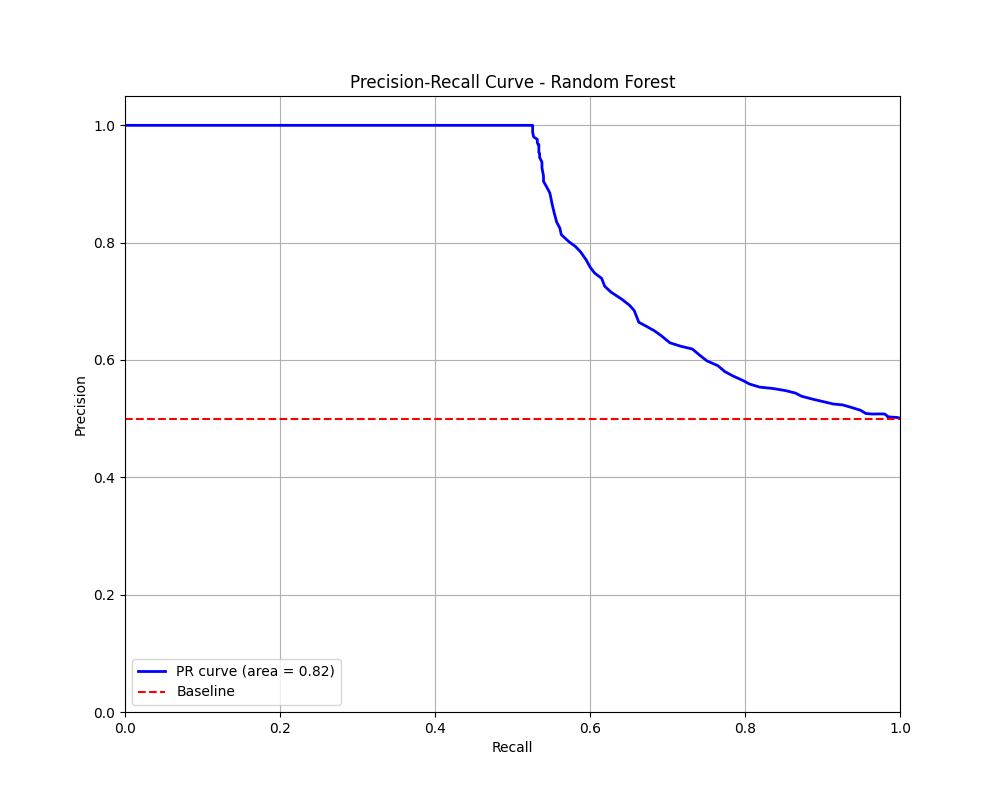 Precision-Recall Curve - Random Forest
1.0
0.8
0.6
0.4
0.2
0.0
Precision
PR curve (area = 0.82)
Baseline
0.0 0.2 0.4 0.6 0.8 1.0
Recall